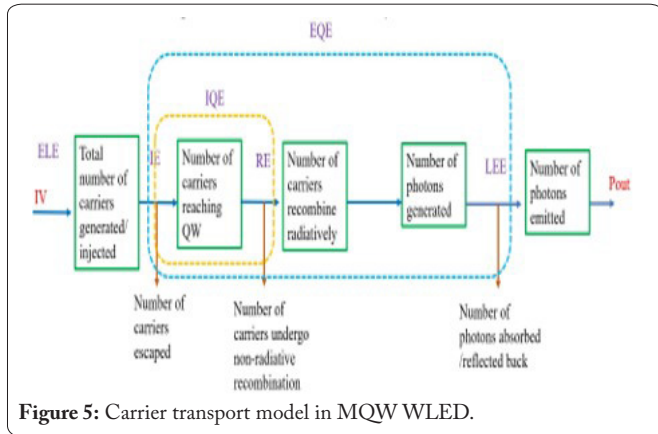 EQE
IQE
ELE
IV
Total
number of
carriers
generated/
injected
IE
Number of
carriers
reaching
QW
RE
Number of
carriers
recombine
radiatively
Number of
photons
generated
LEE
Number of
photons
emitted
Pout
Number of
carriers
escaped
Number of
carriers undergo
non-radiative
recombination
Number of
photons absorbed
/reflected back
Figure 5: Carrier transport model in MQW WLED.